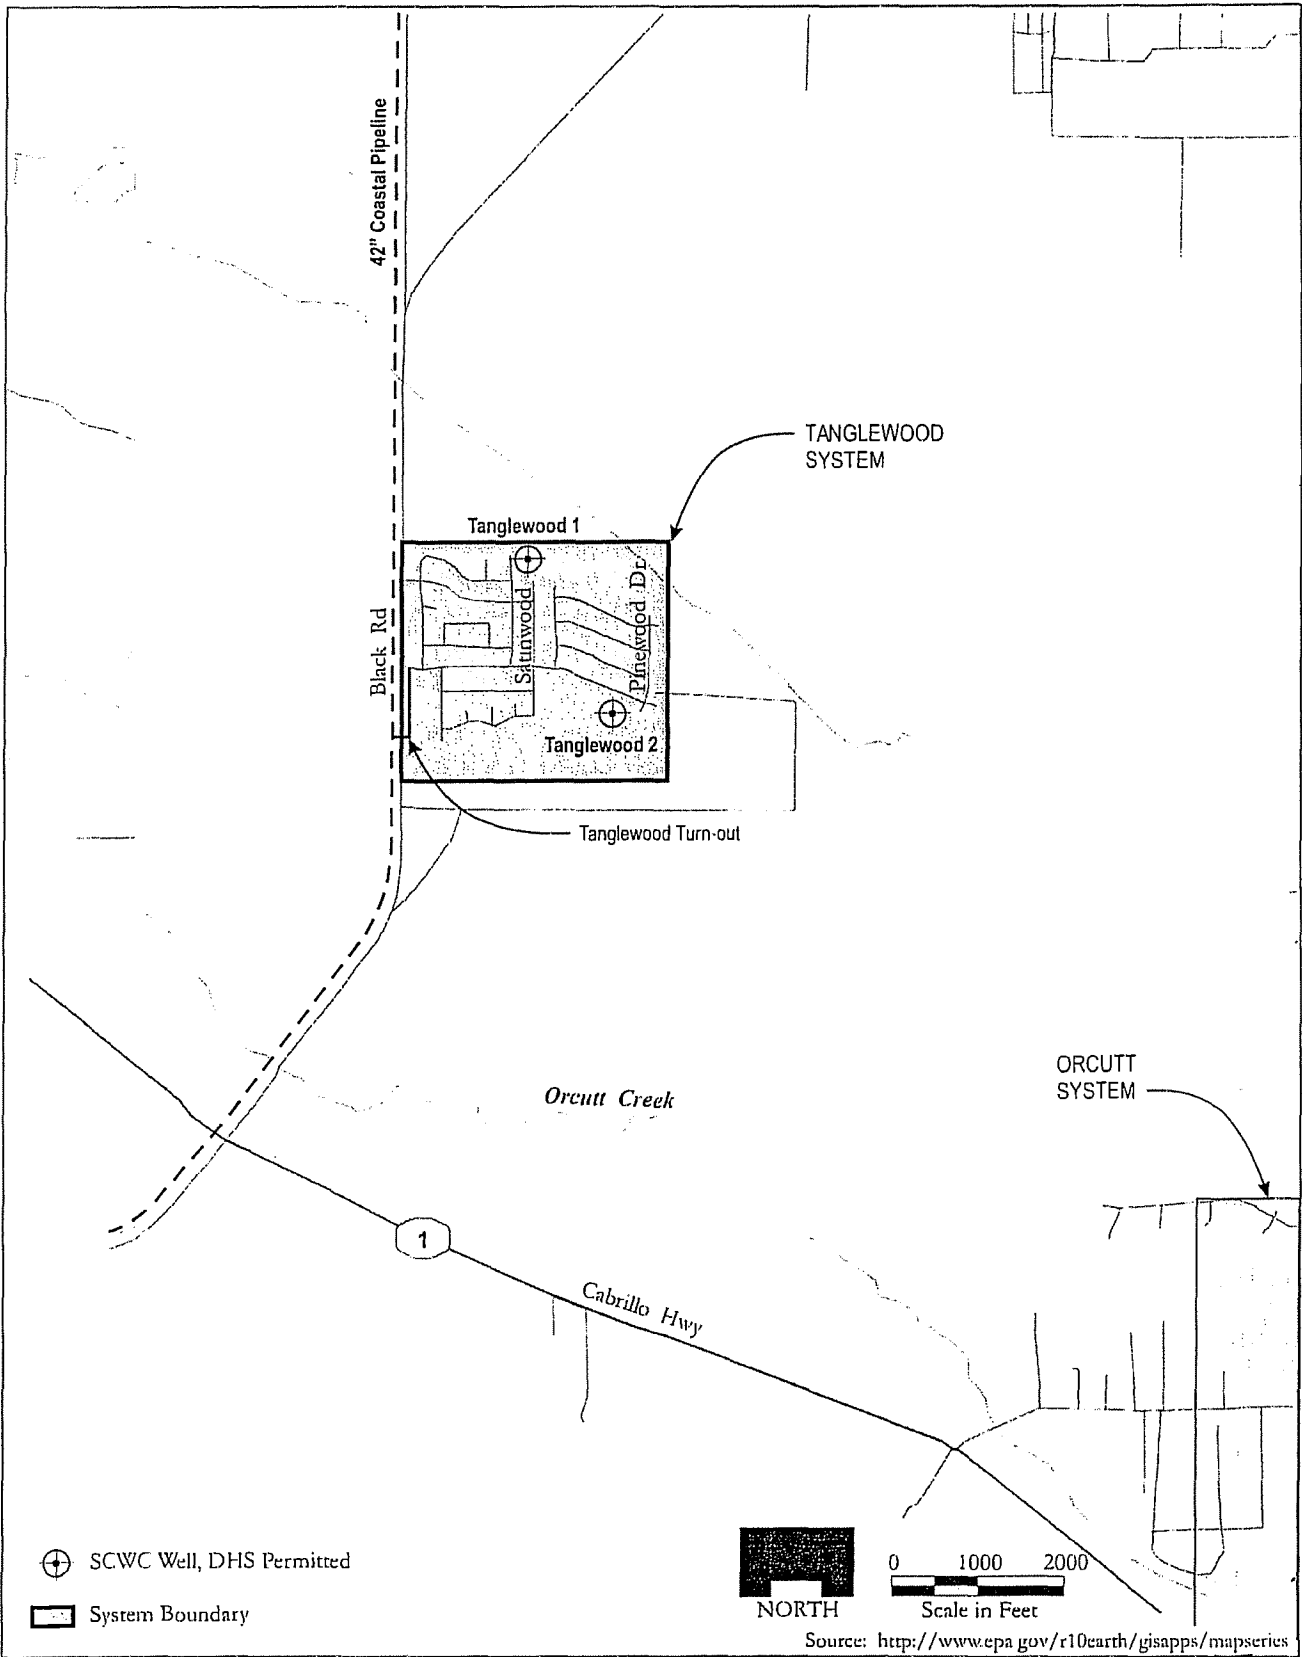 42" Coastal Pipeline
TANGLEWOOD
SYSTEM
Tanglewood 1
Black Rd
Satinwood
Pinewood Dr
Tanglewood 2
Tanglewood Turn-out
Orcutt Creek
ORCUTT
SYSTEM
1
Cabrillo Hwy
SCWC Well, DHS Permitted
System Boundary
NORTH
0 1000 2000
Scale in Feet
Source: http://www.epa gov/r10earth/gisapps/mapseries